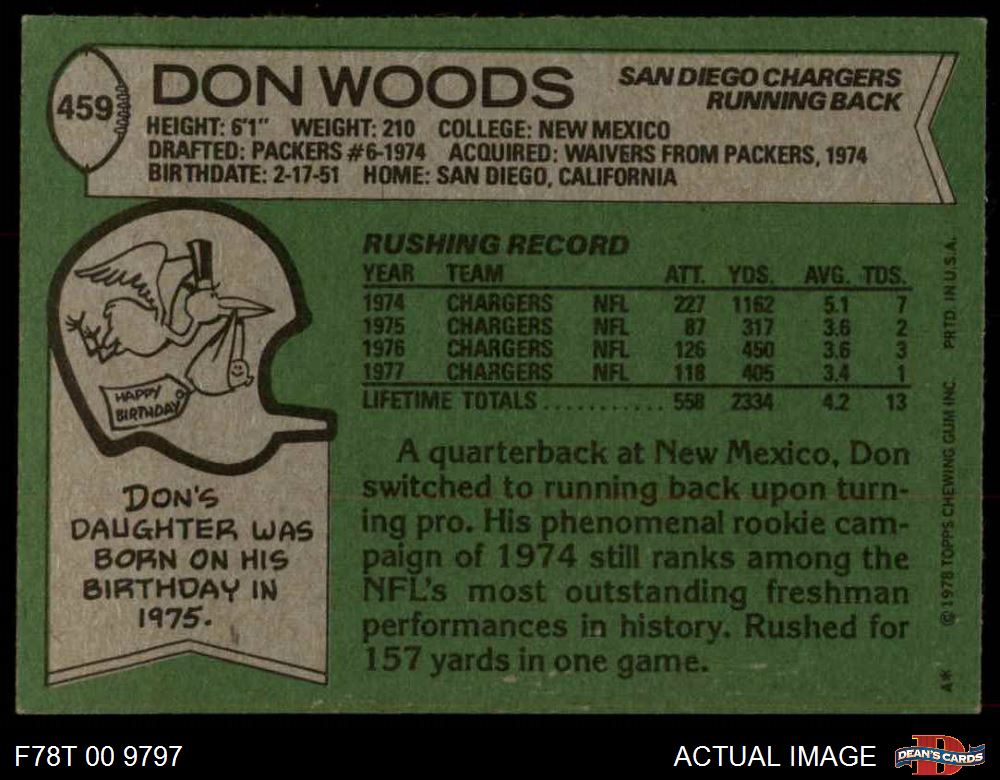 459
DON WOODS
SAN DIEGO CHARGERS
RUNNING BACK
HEIGHT: 6'1" WEIGHT: 210 COLLEGE: NEW MEXICO
DRAFTED: PACKERS #6-1974 ACQUIRED: WAIVERS FROM PACKERS, 1974
BIRTHDATE: 2-17-51 HOME: SAN DIEGO, CALIFORNIA
HAPPY
BIRTHDAY
DON'S
DAUGHTER WAS
BORN ON HIS
BIRTHDAY IN
1975.
RUSHING RECORD
YEAR TEAM ATT. YDS. AVG. TDS.
1974 CHARGERS NFL 227 1162 5.1 7
1975 CHARGERS NFL 87 317 3.6 2
1976 CHARGERS NFL 126 450 3.6 3
1977 CHARGERS NFL 118 405 3.4 1
LIFETIME TOTALS............ 558 2334 4.2 13
A quarterback at New Mexico, Don
switched to running back upon turn-
ing pro. His phenomenal rookie cam-
paign of 1974 still ranks among the
NFL's most outstanding freshman
performances in history. Rushed for
157 yards in one game.
A* ©1978 TOPPS CHEWING GUM INC. PRTD. IN U.S.A.
F78T 00 9797
ACTUAL IMAGE
D
DEAN'S CARDS